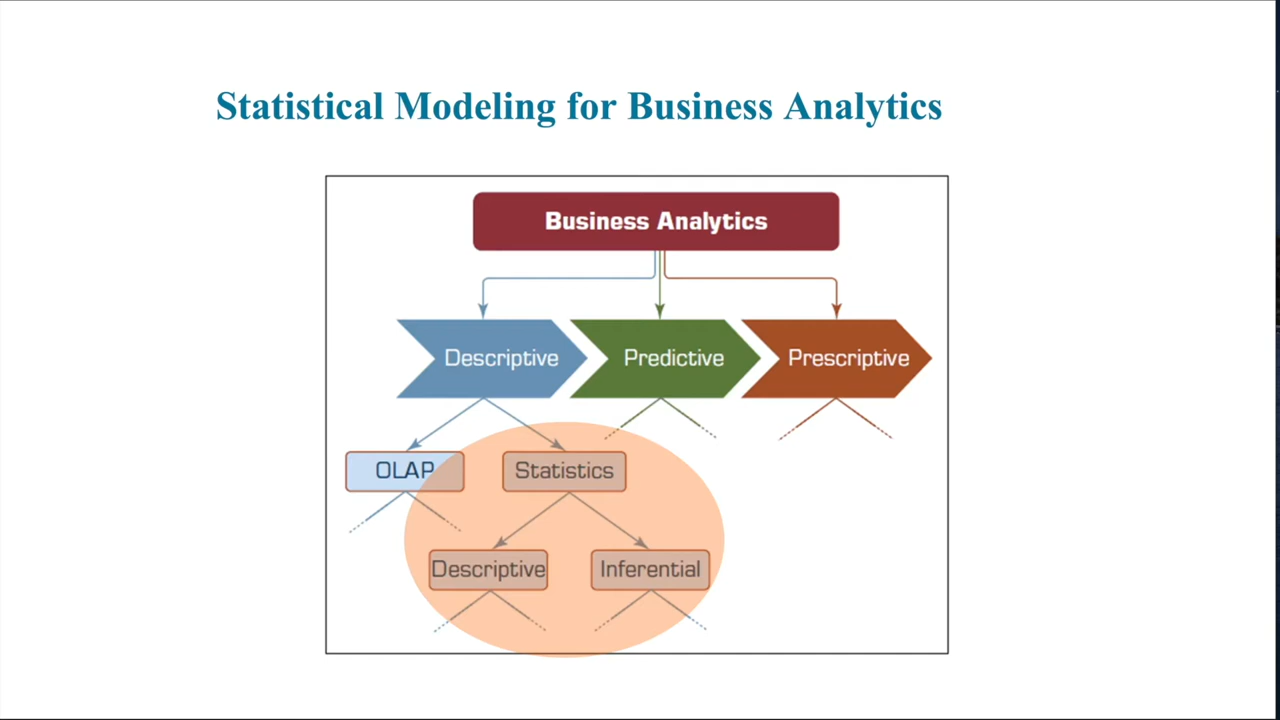 Statistical Modeling for Business Analytics
Business Analytics
Descriptive
Predictive
Prescriptive
OLAP
Statistics
Descriptive
Inferential